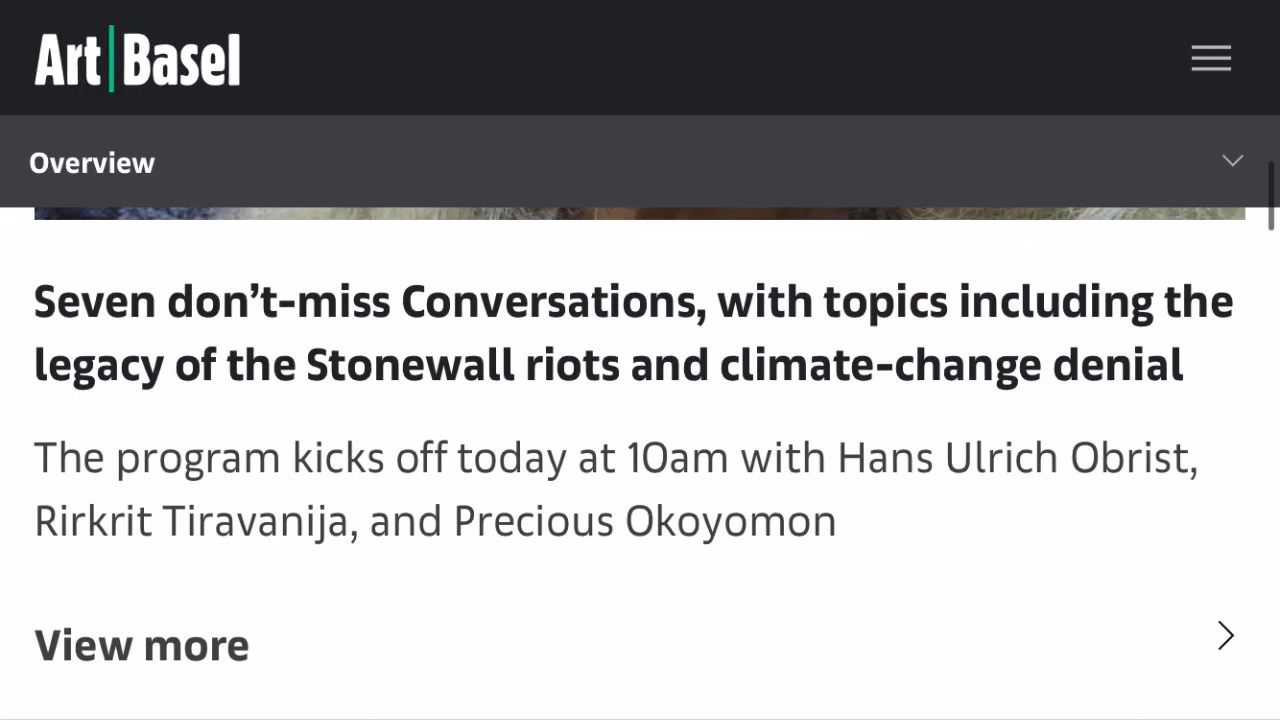 Art Basel
Overview
Seven don’t-miss Conversations, with topics including the
legacy of the Stonewall riots and climate-change denial
The program kicks off today at 10am with Hans Ulrich Obrist,
Rirkrit Tiravanija, and Precious Okoyomon
View more